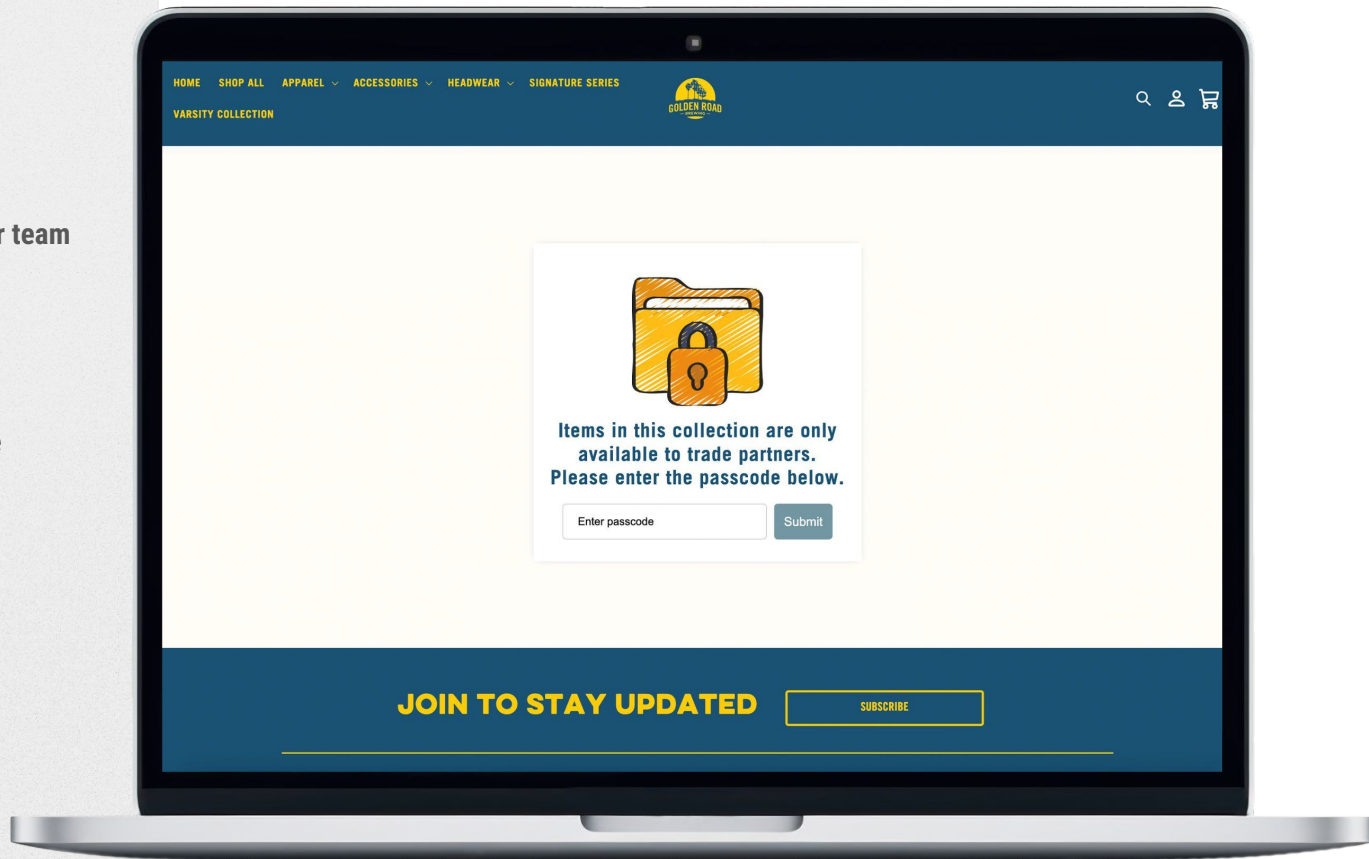 r team
HOME SHOP ALL APPAREL ACCESSORIES HEADWEAR SIGNATURE SERIES
VARSITY COLLECTION
GOLDEN ROAD
BREWING
Items in this collection are only
available to trade partners.
Please enter the passcode below.
Enter passcode
Submit
JOIN TO STAY UPDATED
SUBSCRIBE